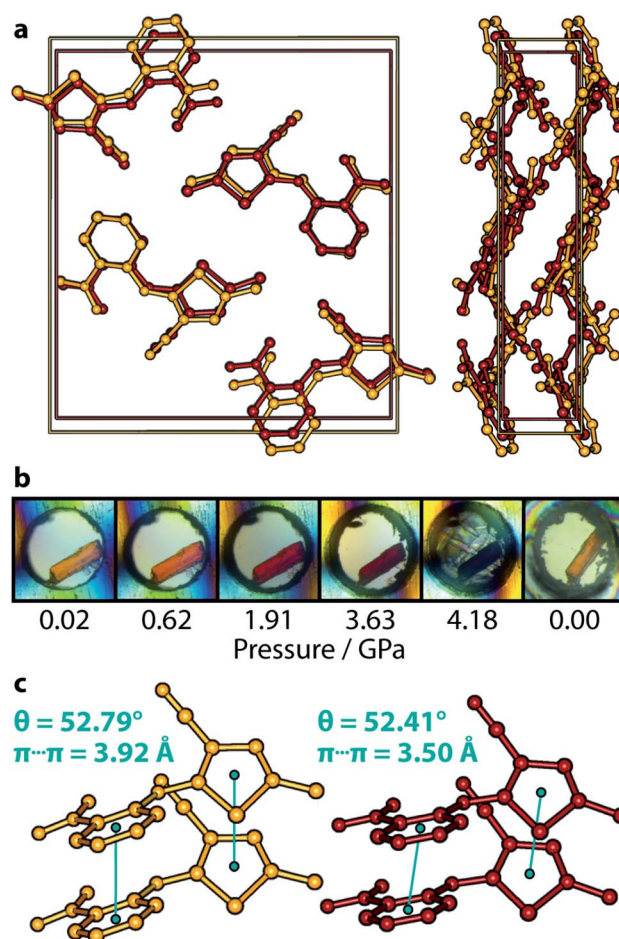 a
b
0.02 0.62 1.91 3.63 4.18 0.00
Pressure / GPa
c
θ = 52.79°
π···π = 3.92 Å
θ = 52.41°
π···π = 3.50 Å